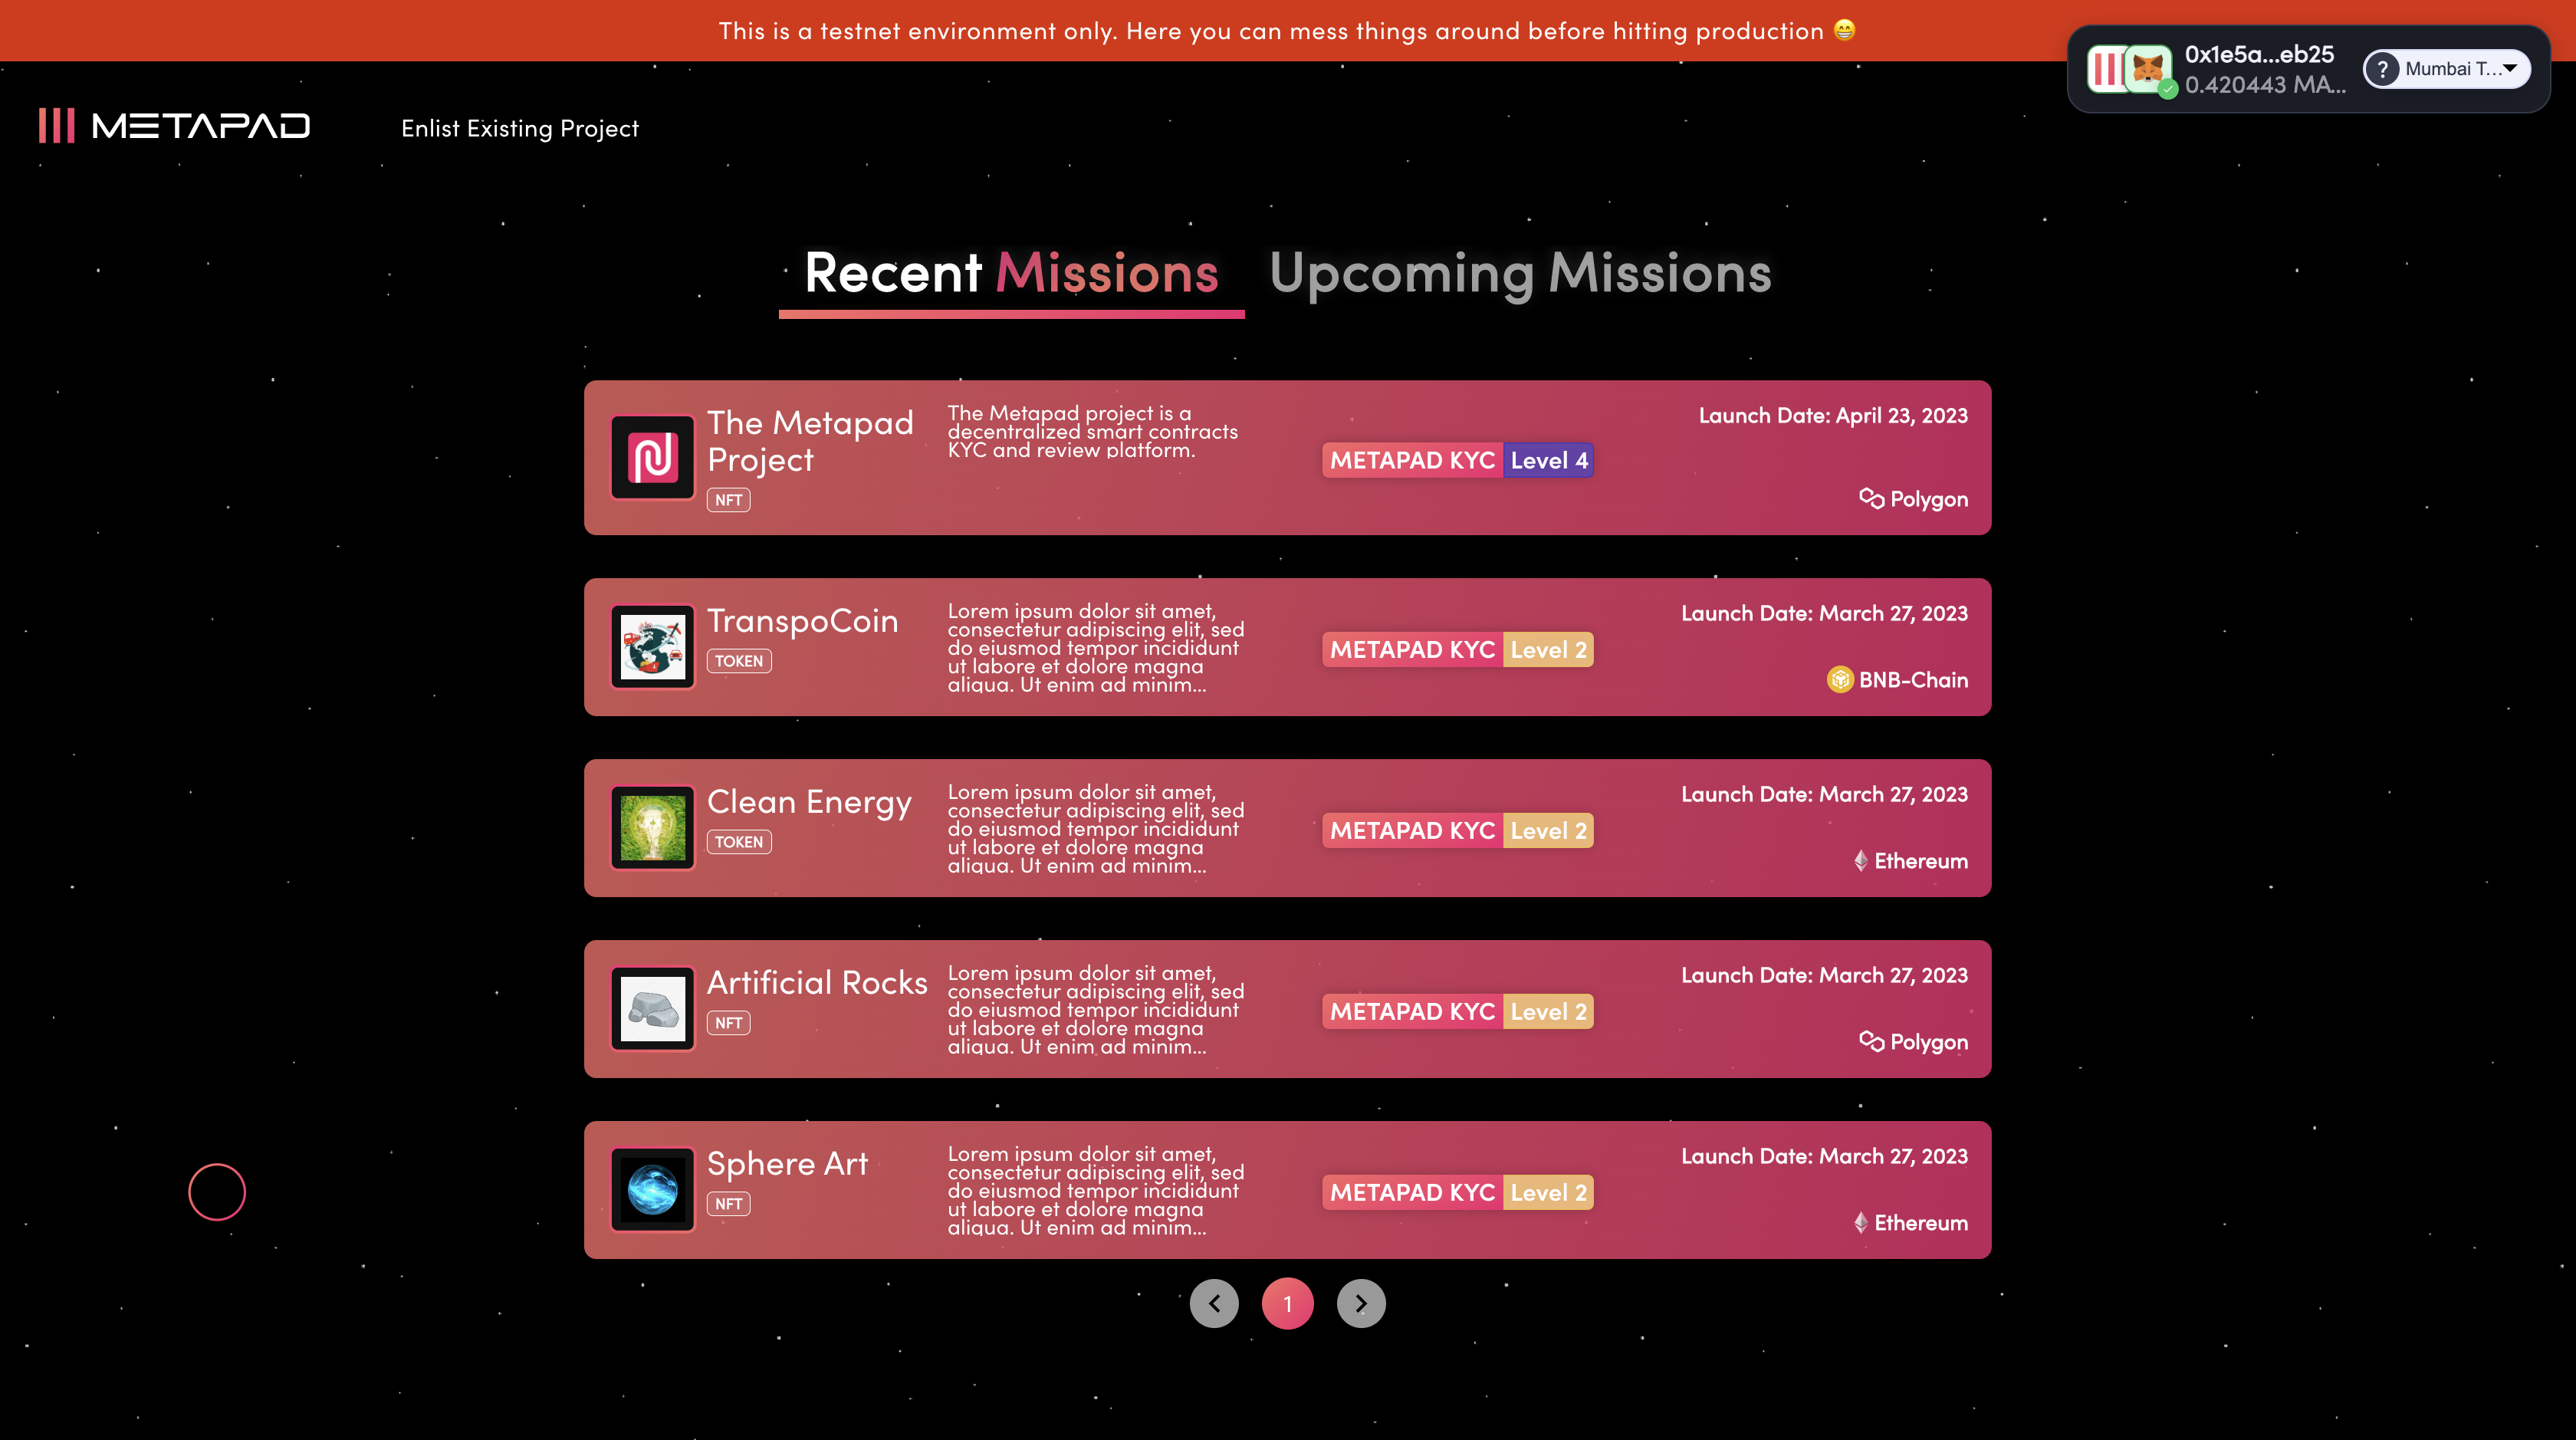 This is a testnet environment only. Here you can mess things around before hitting production 😁
0x1e5a...eb25
0.420443 MA...
? Mumbai T...
METAPAD
Enlist Existing Project
Recent Missions
Upcoming Missions
The Metapad
Project
NFT
The Metapad project is a
decentralized smart contracts
KYC and review platform.
METAPAD KYC Level 4
Launch Date: April 23, 2023
Polygon
TranspoCoin
TOKEN
Lorem ipsum dolor sit amet,
consectetur adipiscing elit, sed
do eiusmod tempor incididunt
ut labore et dolore magna
aliqua. Ut enim ad minim...
METAPAD KYC Level 2
Launch Date: March 27, 2023
BNB-Chain
Clean Energy
TOKEN
Lorem ipsum dolor sit amet,
consectetur adipiscing elit, sed
do eiusmod tempor incididunt
ut labore et dolore magna
aliqua. Ut enim ad minim...
METAPAD KYC Level 2
Launch Date: March 27, 2023
Ethereum
Artificial Rocks
NFT
Lorem ipsum dolor sit amet,
consectetur adipiscing elit, sed
do eiusmod tempor incididunt
ut labore et dolore magna
aliqua. Ut enim ad minim...
METAPAD KYC Level 2
Launch Date: March 27, 2023
Polygon
Sphere Art
NFT
Lorem ipsum dolor sit amet,
consectetur adipiscing elit, sed
do eiusmod tempor incididunt
ut labore et dolore magna
aliqua. Ut enim ad minim...
METAPAD KYC Level 2
Launch Date: March 27, 2023
Ethereum
1